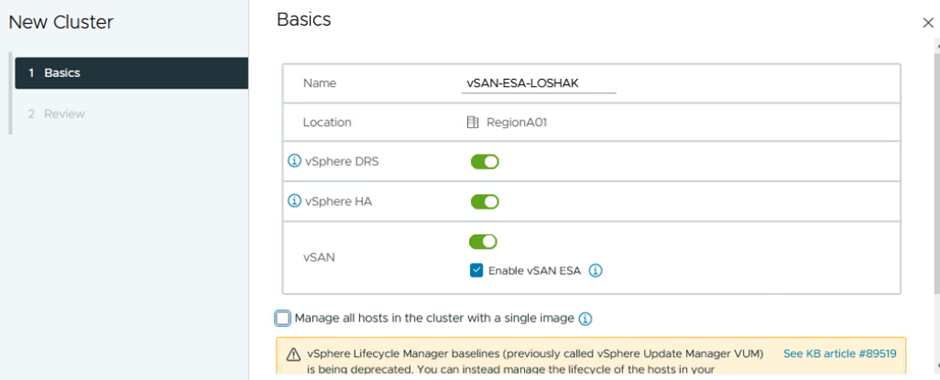 New Cluster
1 Basics
2 Review
Basics
Name vSAN-ESA-LOSHAK
Location RegionA01
vSphere DRS
vSphere HA
vSAN
Enable vSAN ESA
Manage all hosts in the cluster with a single image
vSphere Lifecycle Manager baselines (previously called vSphere Update Manager VUM) See KB article #89519
is being deprecated. You can instead manage the lifecycle of the hosts in your